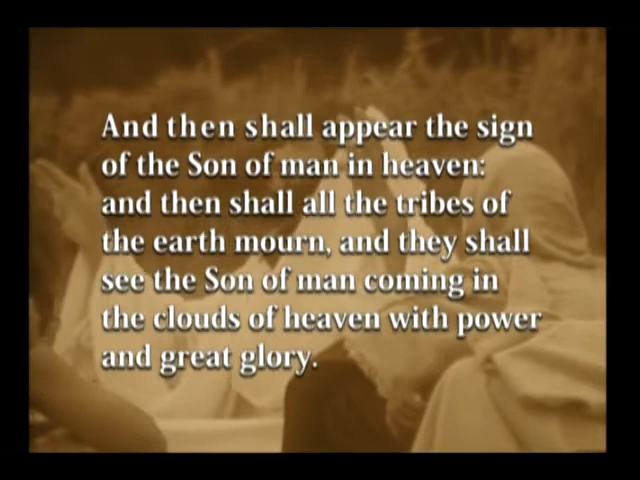 And then shall appear the sign
of the Son of man in heaven:
and then shall all the tribes of
the earth mourn, and they shall
see the Son of man coming in
the clouds of heaven with power
and great glory.